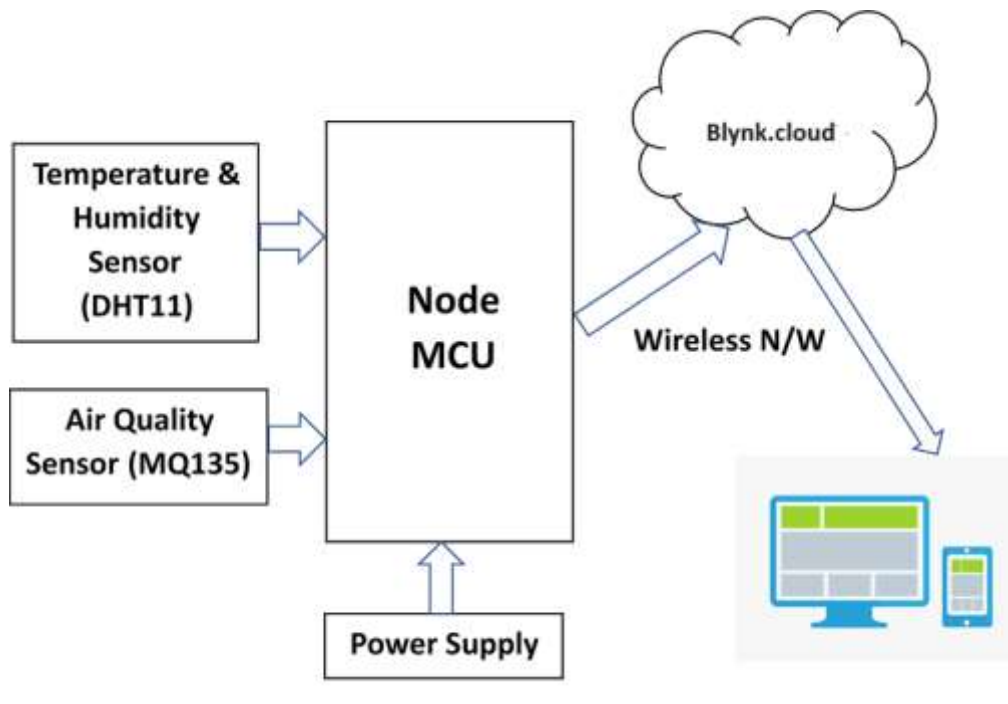 Temperature &
Humidity
Sensor
(DHT11)
Air Quality
Sensor (MQ135)
Node
MCU
Power Supply
Blynk.cloud
Wireless N/W